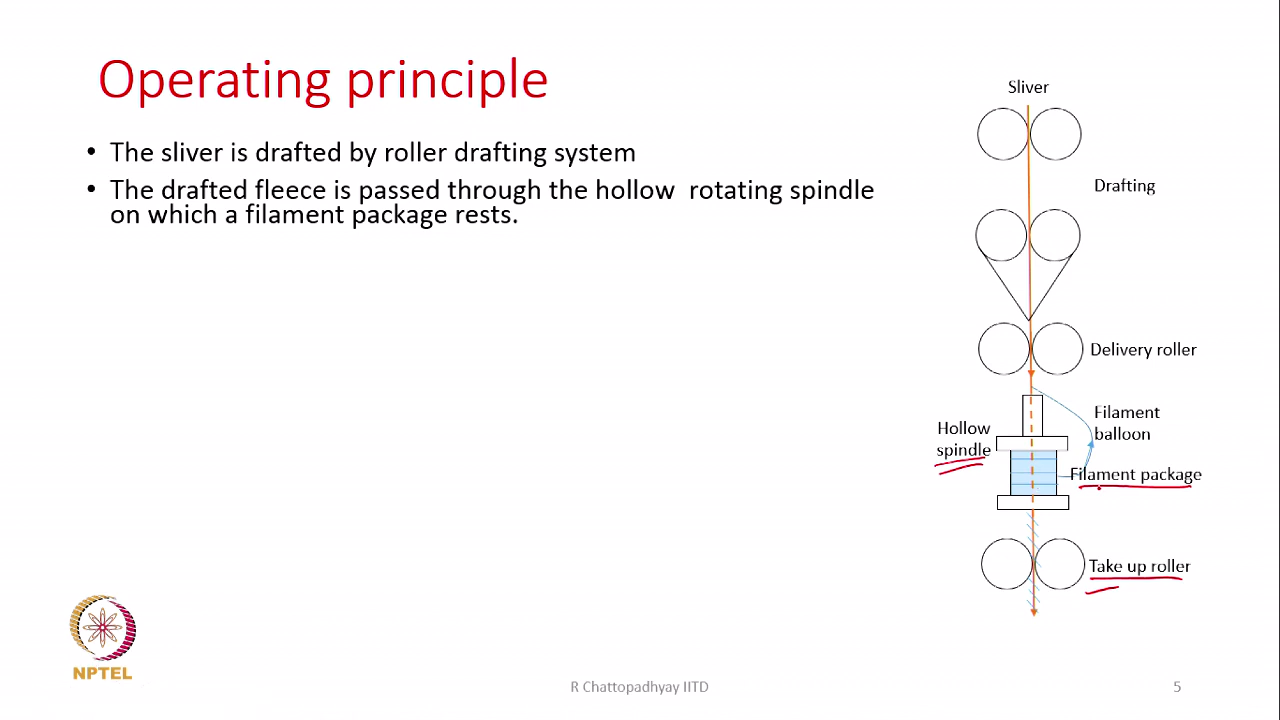 Operating principle
• The sliver is drafted by roller drafting system
• The drafted fleece is passed through the hollow rotating spindle
on which a filament package rests.
Sliver
Drafting
Delivery roller
Filament
balloon
Hollow
spindle
Filament package
Take up roller
NPTEL
R Chattopadhyay IITD
5